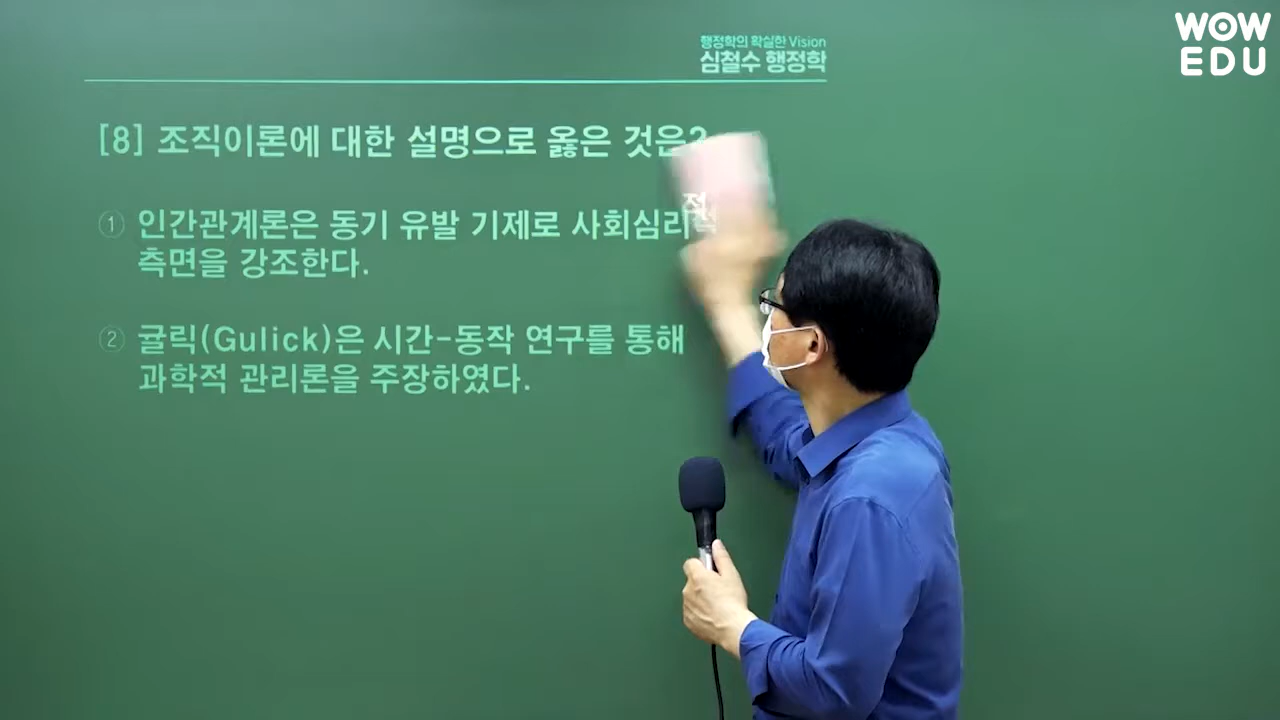 WOW
EDU
행정학의 확실한 Vision
심철수 행정학
[8] 조직이론에 대한 설명으로 옳은 것은?
① 인간관계론은 동기 유발 기제로 사회심리적
측면을 강조한다.
② 귤릭(Gulick)은 시간-동작 연구를 통해
과학적 관리론을 주장하였다.